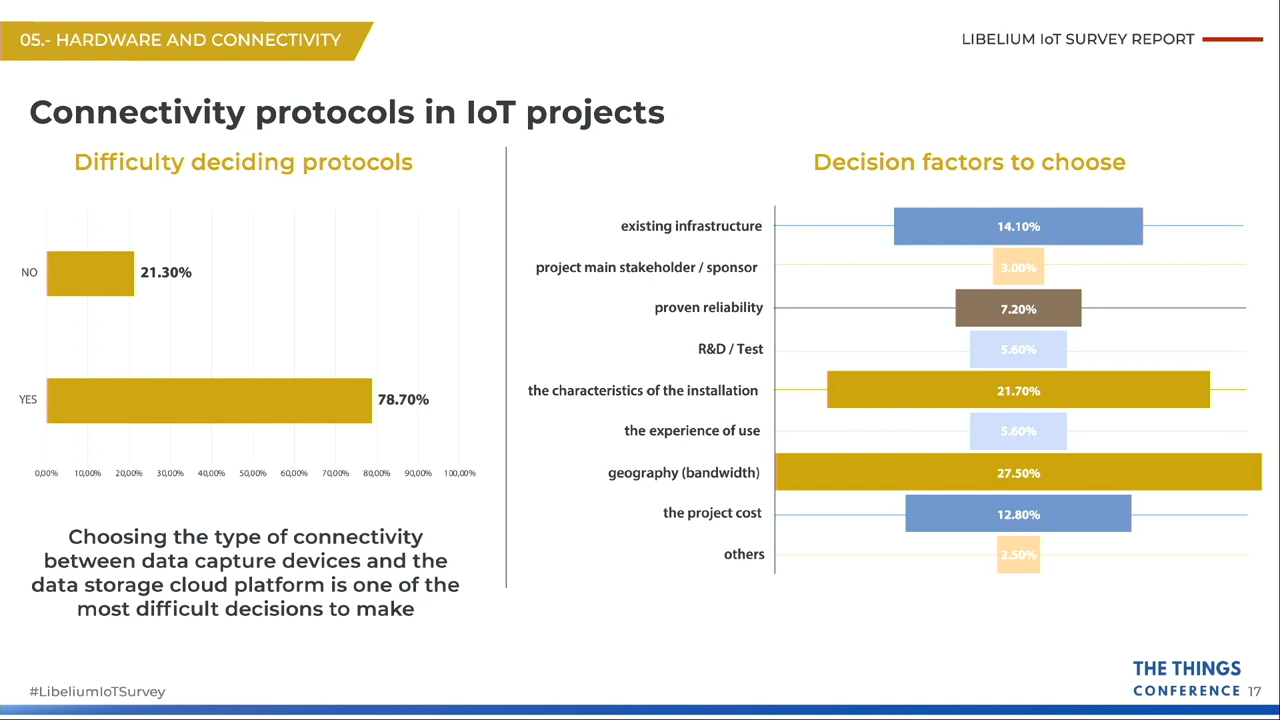 05.- HARDWARE AND CONNECTIVITY
LIBELIUM IoT SURVEY REPORT
Connectivity protocols in IoT projects
Difficulty deciding protocols
NO
21.30%
YES
78.70%
0,00% 10,00% 20,00% 30,00% 40,00% 50,00% 60,00% 70,00% 80,00% 90,00% 100,00%
Choosing the type of connectivity
between data capture devices and the
data storage cloud platform is one of the
most difficult decisions to make
Decision factors to choose
existing infrastructure 14.10%
project main stakeholder / sponsor 3.00%
proven reliability 7.20%
R&D / Test 5.60%
the characteristics of the installation 21.70%
the experience of use 5.60%
geography (bandwidth) 27.50%
the project cost 12.80%
others 2.50%
#LibeliumIoTSurvey
THE THINGS
CONFERENCE 17